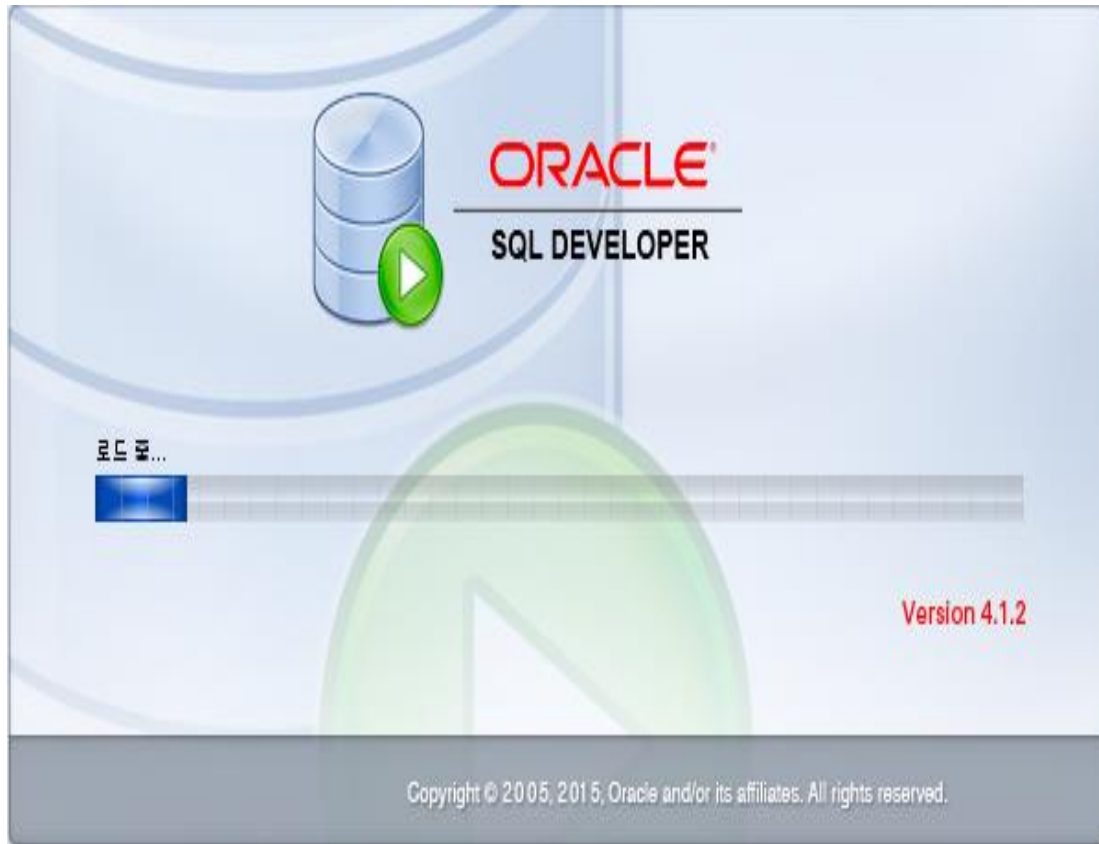 ORACLE®
SQL DEVELOPER
로드 중...
Version 4.1.2
Copyright © 2005, 2015, Oracle and/or its affiliates. All rights reserved.